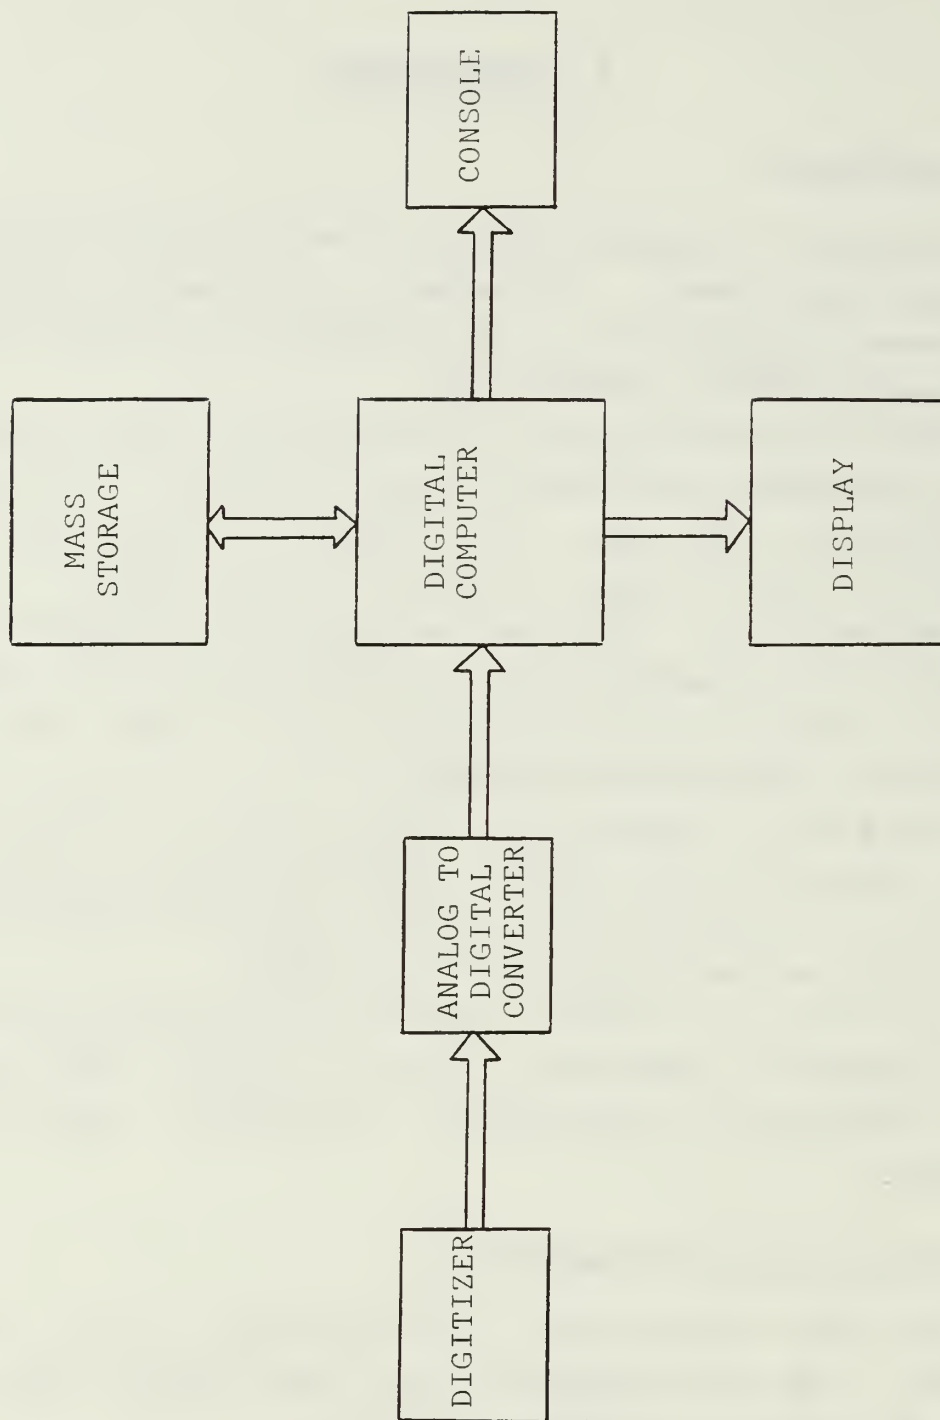 MASS
STORAGE
DIGITIZER
ANALOG TO
DIGITAL
CONVERTER
DIGITAL
COMPUTER
CONSOLE
DISPLAY